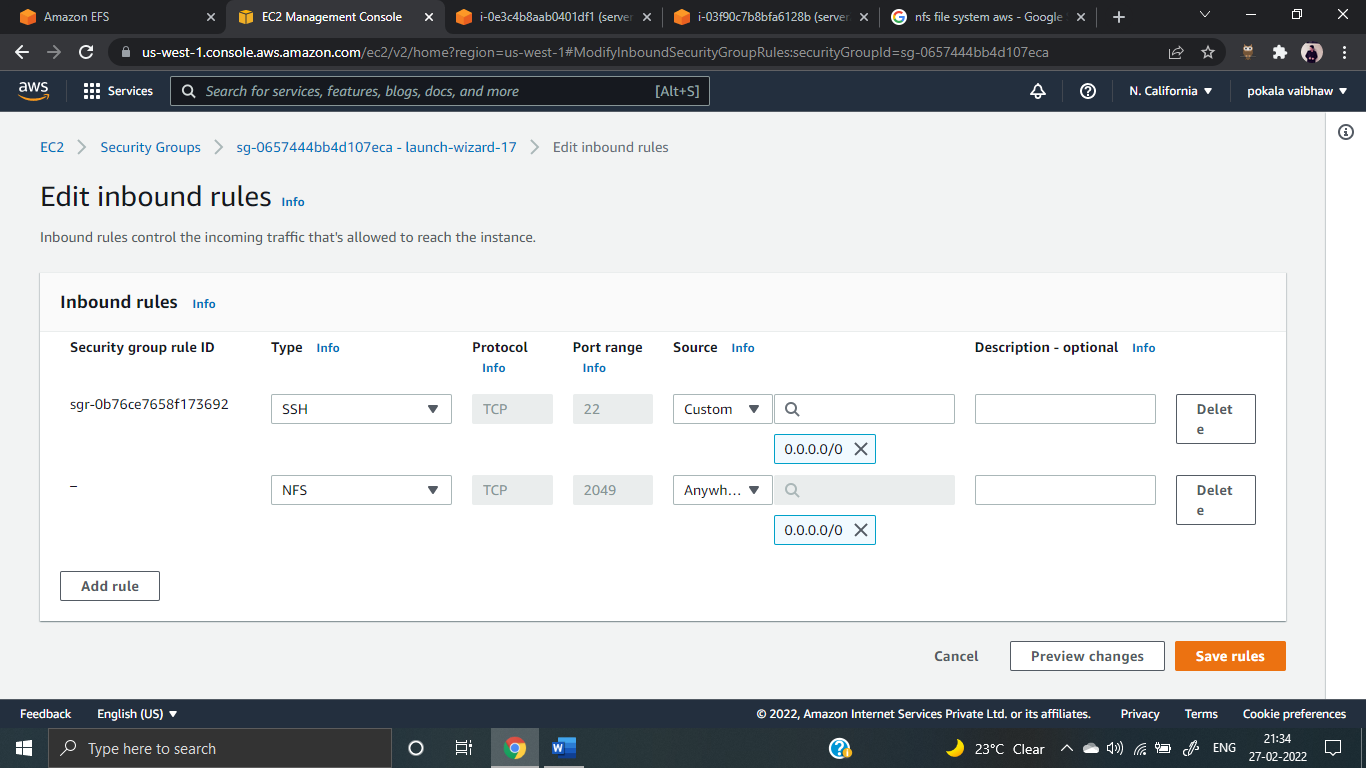 Amazon EFS
EC2 Management Console
i-0e3c4b8aab0401df1 (server
i-03f90c7b8bfa6128b (server
nfs file system aws - Google
us-west-1.console.aws.amazon.com/ec2/v2/home?region=us-west-1#ModifyInboundSecurityGroupRules:securityGroupId=sg-0657444bb4d107eca
aws
Services
Search for services, features, blogs, docs, and more
[Alt+S]
N. California
pokala vaibhaw
EC2
Security Groups
sg-0657444bb4d107eca - launch-wizard-17
Edit inbound rules
Edit inbound rules Info
Inbound rules control the incoming traffic that's allowed to reach the instance.
Inbound rules Info
Security group rule ID
Type Info
Protocol
Info
Port range
Info
Source Info
Description - optional Info
sgr-0b76ce7658f173692
SSH
TCP
22
Custom
0.0.0.0/0
Delet
e
–
NFS
TCP
2049
Anywh...
0.0.0.0/0
Delet
e
Add rule
Cancel
Preview changes
Save rules
Feedback
English (US)
© 2022, Amazon Internet Services Private Ltd. or its affiliates.
Privacy
Terms
Cookie preferences
Type here to search
23°C Clear
ENG
21:34
27-02-2022